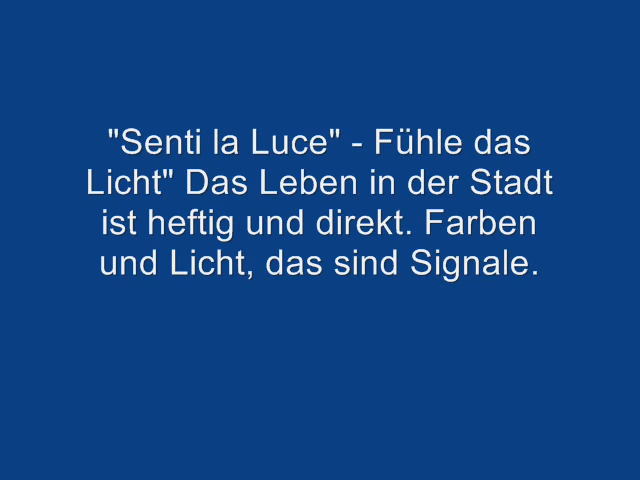 "Senti la Luce" - Fühle das
Licht" Das Leben in der Stadt
ist heftig und direkt. Farben
und Licht, das sind Signale.